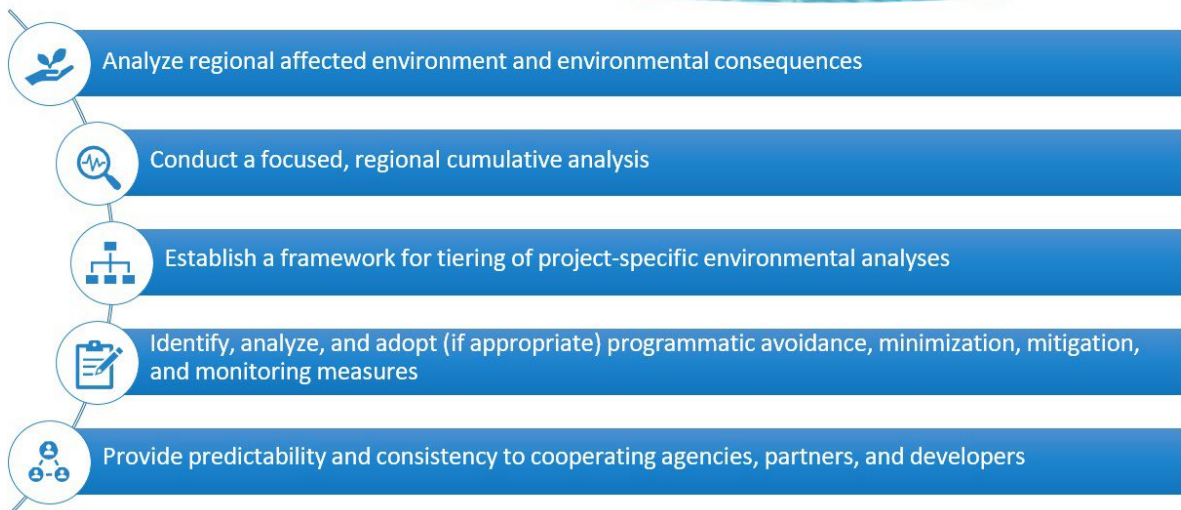 Analyze regional affected environment and environmental consequences
Conduct a focused, regional cumulative analysis
Establish a framework for tiering of project-specific environmental analyses
Identify, analyze, and adopt (if appropriate) programmatic avoidance, minimization, mitigation,
and monitoring measures
Provide predictability and consistency to cooperating agencies, partners, and developers